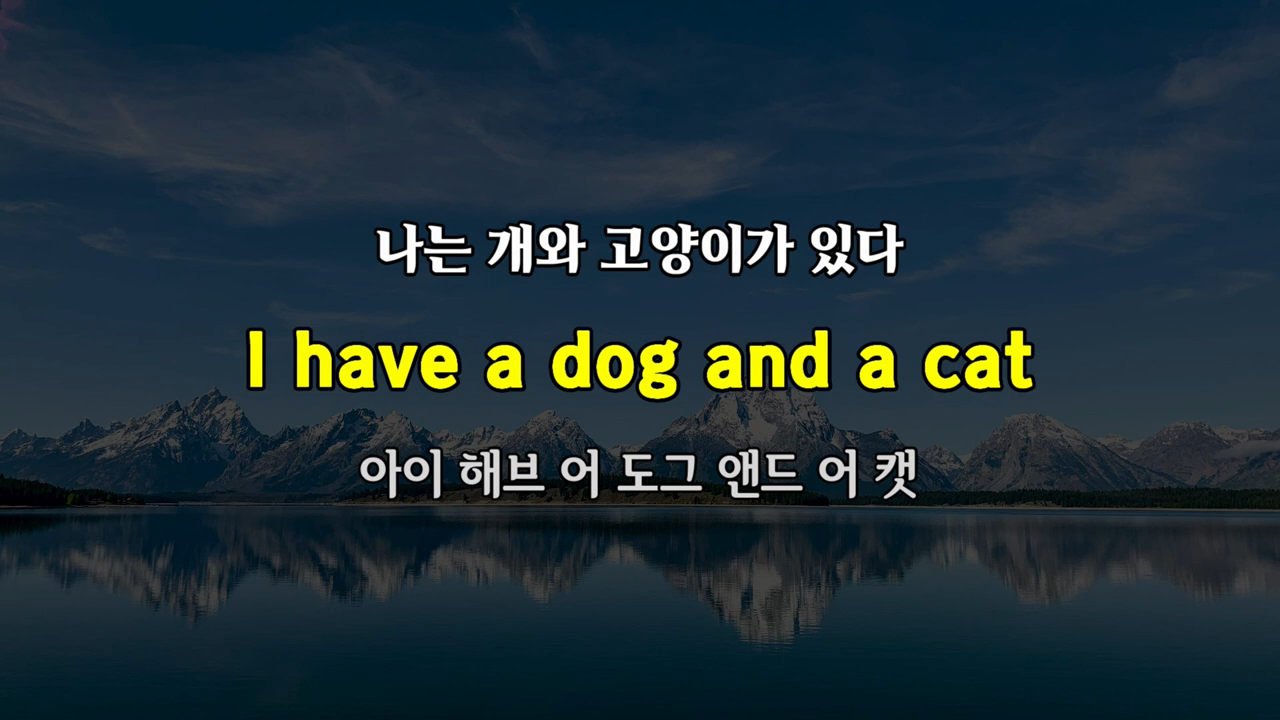 나는 개와 고양이가 있다
I have a dog and a cat
아이 해브 어 도그 앤드 어 캣